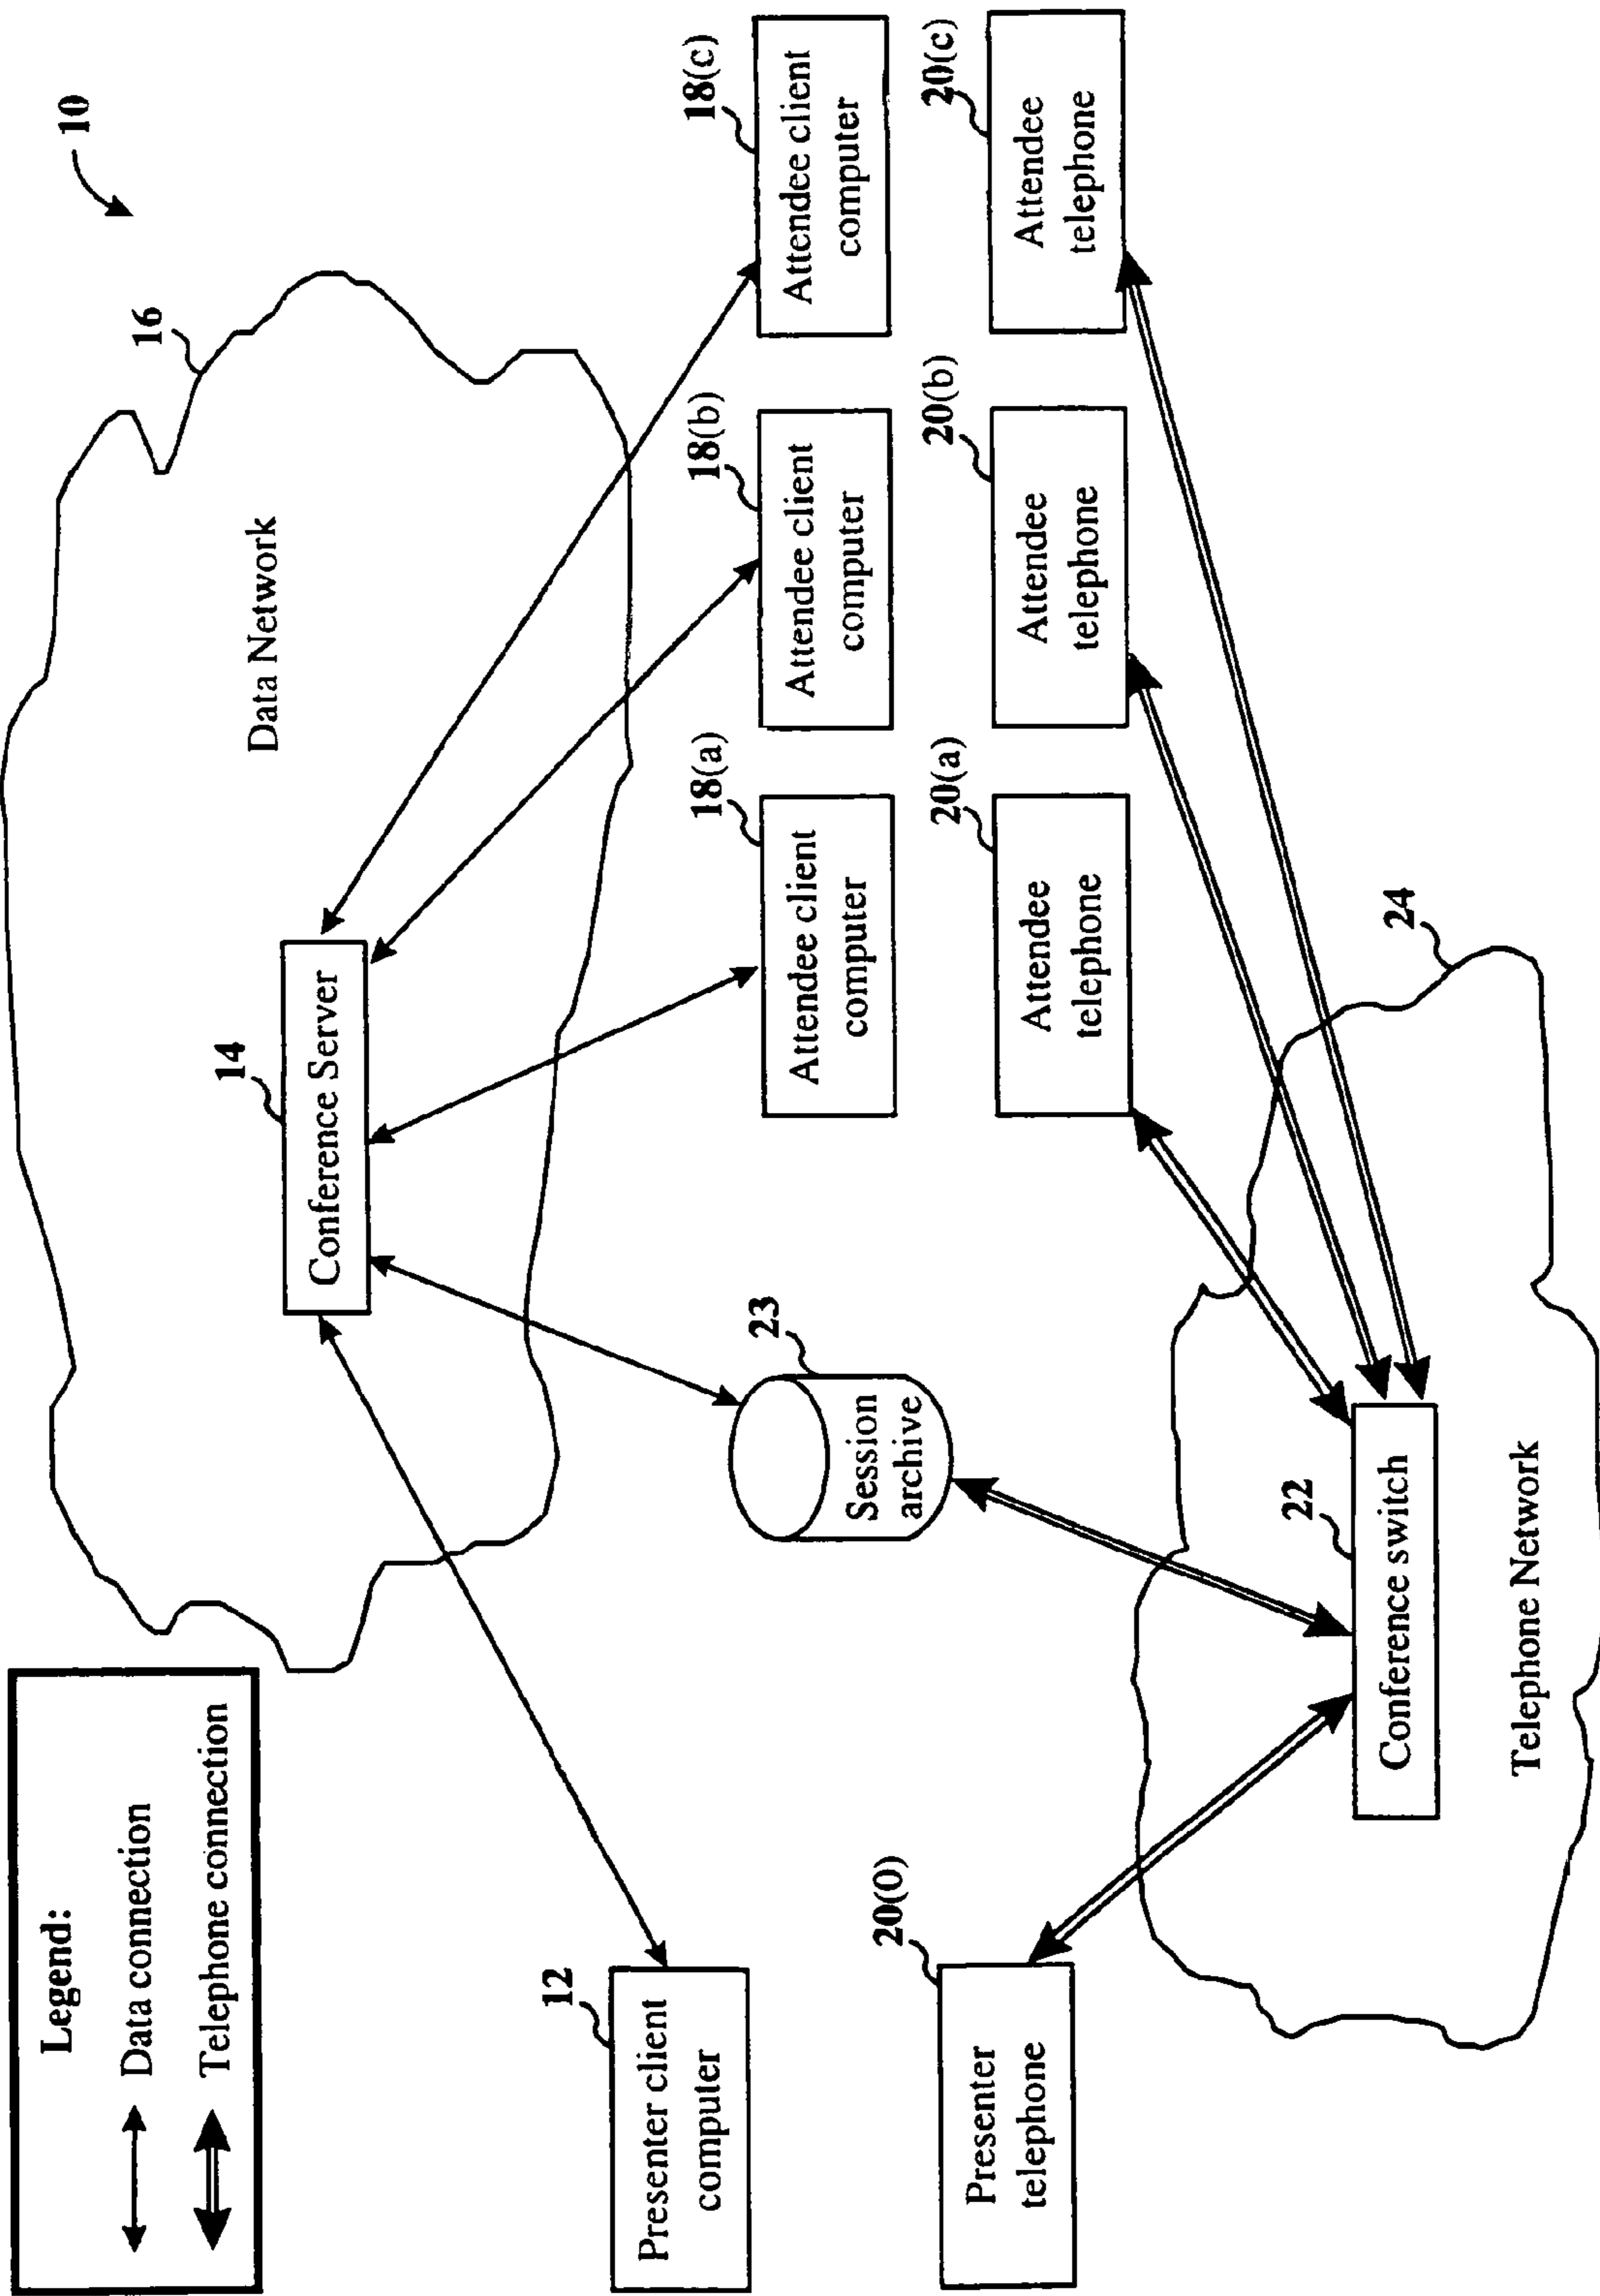 Legend:
Data connection
Telephone connection
10
16
Data Network
14
Conference Server
12
Presenter client
computer
23
Session
archive
18(a)
Attendee client
computer
18(b)
Attendee client
computer
18(c)
Attendee client
computer
20(0)
Presenter
telephone
20(a)
Attendee
telephone
20(b)
Attendee
telephone
20(c)
Attendee
telephone
22
Conference switch
24
Telephone Network